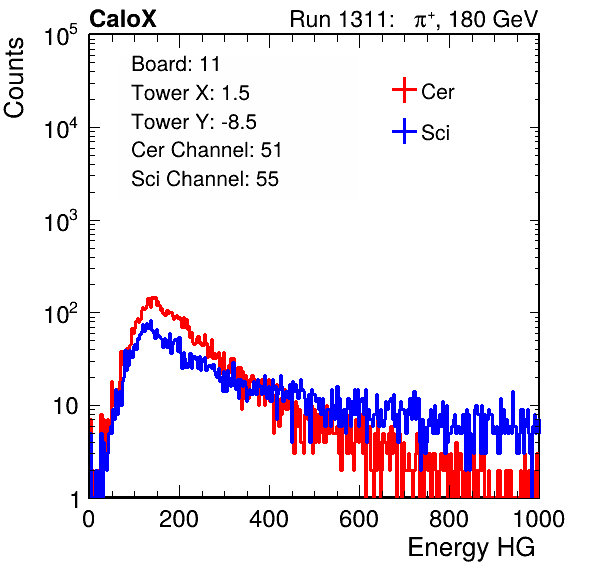 CaloX
Run 1311: π⁺, 180 GeV
Counts
Board: 11
Tower X: 1.5
Tower Y: -8.5
Cer Channel: 51
Sci Channel: 55
Cer
Sci
10⁵
10⁴
10³
10²
10
1
0 200 400 600 800 1000
Energy HG